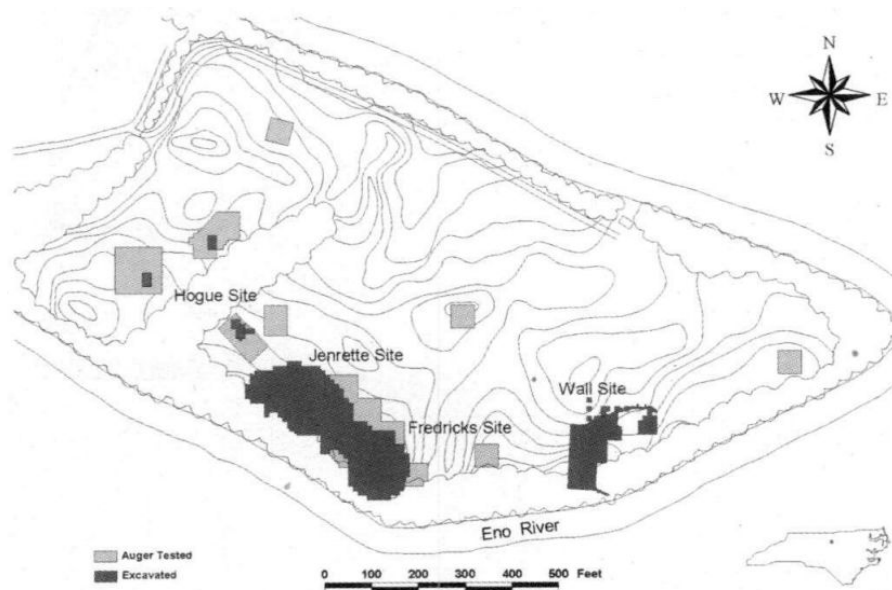 N
W E
S
Hogue Site
Jenrette Site
Wall Site
Fredricks Site
Eno River
Auger Tested
Excavated
0 100 200 300 400 500 Feet